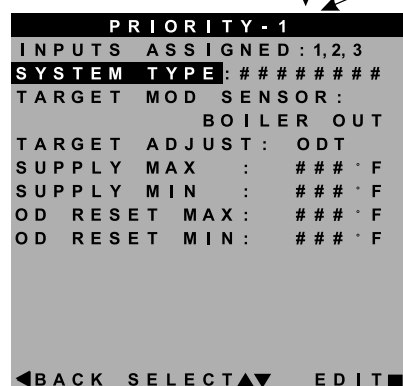 PRIORITY-1
INPUTS ASSIGNED:1,2,3
SYSTEM TYPE:########
TARGET MOD SENSOR:
BOILER OUT
TARGET ADJUST: ODT
SUPPLY MAX : ###°F
SUPPLY MIN : ###°F
OD RESET MAX: ###°F
OD RESET MIN: ###°F
◀BACK SELECT▲▼ EDIT■